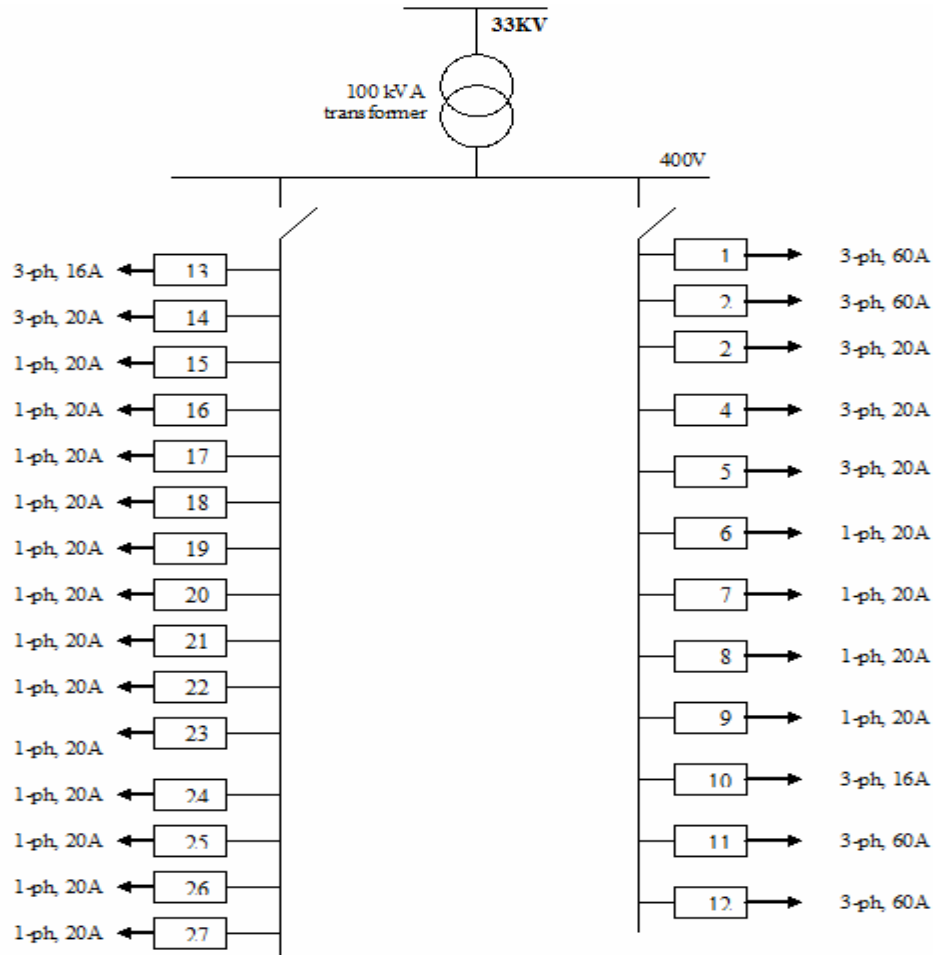 33KV
100 kVA
transformer
400V
3-ph, 16A
13
3-ph, 20A
14
1-ph, 20A
15
1-ph, 20A
16
1-ph, 20A
17
1-ph, 20A
18
1-ph, 20A
19
1-ph, 20A
20
1-ph, 20A
21
1-ph, 20A
22
1-ph, 20A
23
1-ph, 20A
24
1-ph, 20A
25
1-ph, 20A
26
1-ph, 20A
27
1
3-ph, 60A
2
3-ph, 60A
2
3-ph, 20A
4
3-ph, 20A
5
3-ph, 20A
6
1-ph, 20A
7
1-ph, 20A
8
1-ph, 20A
9
1-ph, 20A
10
3-ph, 16A
11
3-ph, 60A
12
3-ph, 60A